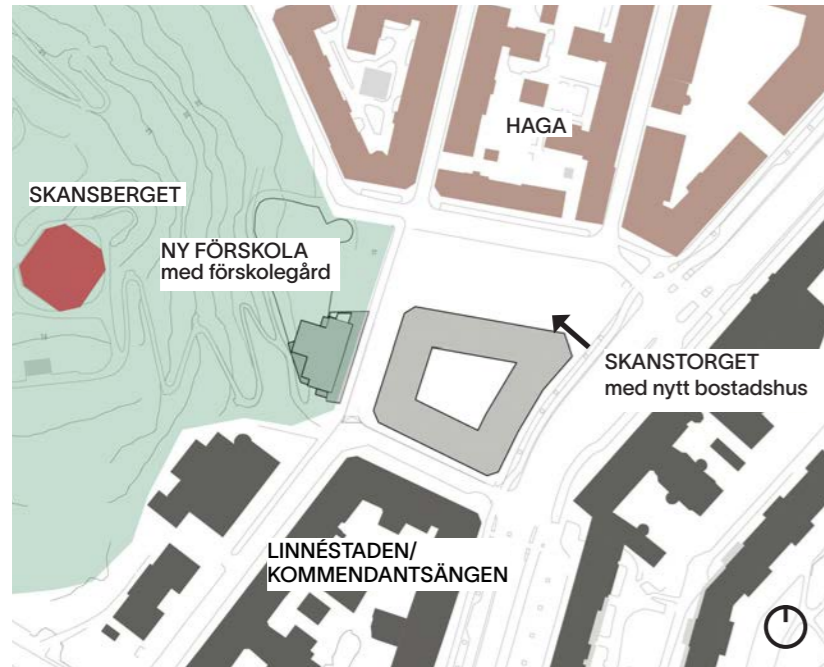 HAGA
SKANSBERGET
NY FÖRSKOLA
med förskolegård
SKANSTORGET
med nytt bostadshus
LINNÉSTADEN/
KOMMENDANTSÄNGEN